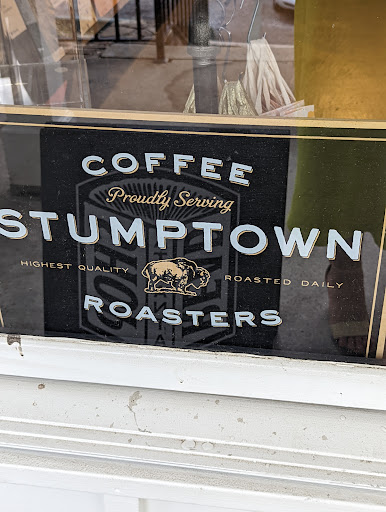 COFFEE
Proudly Serving
STUMPTOWN
HIGHEST QUALITY ROASTED DAILY
ROASTERS